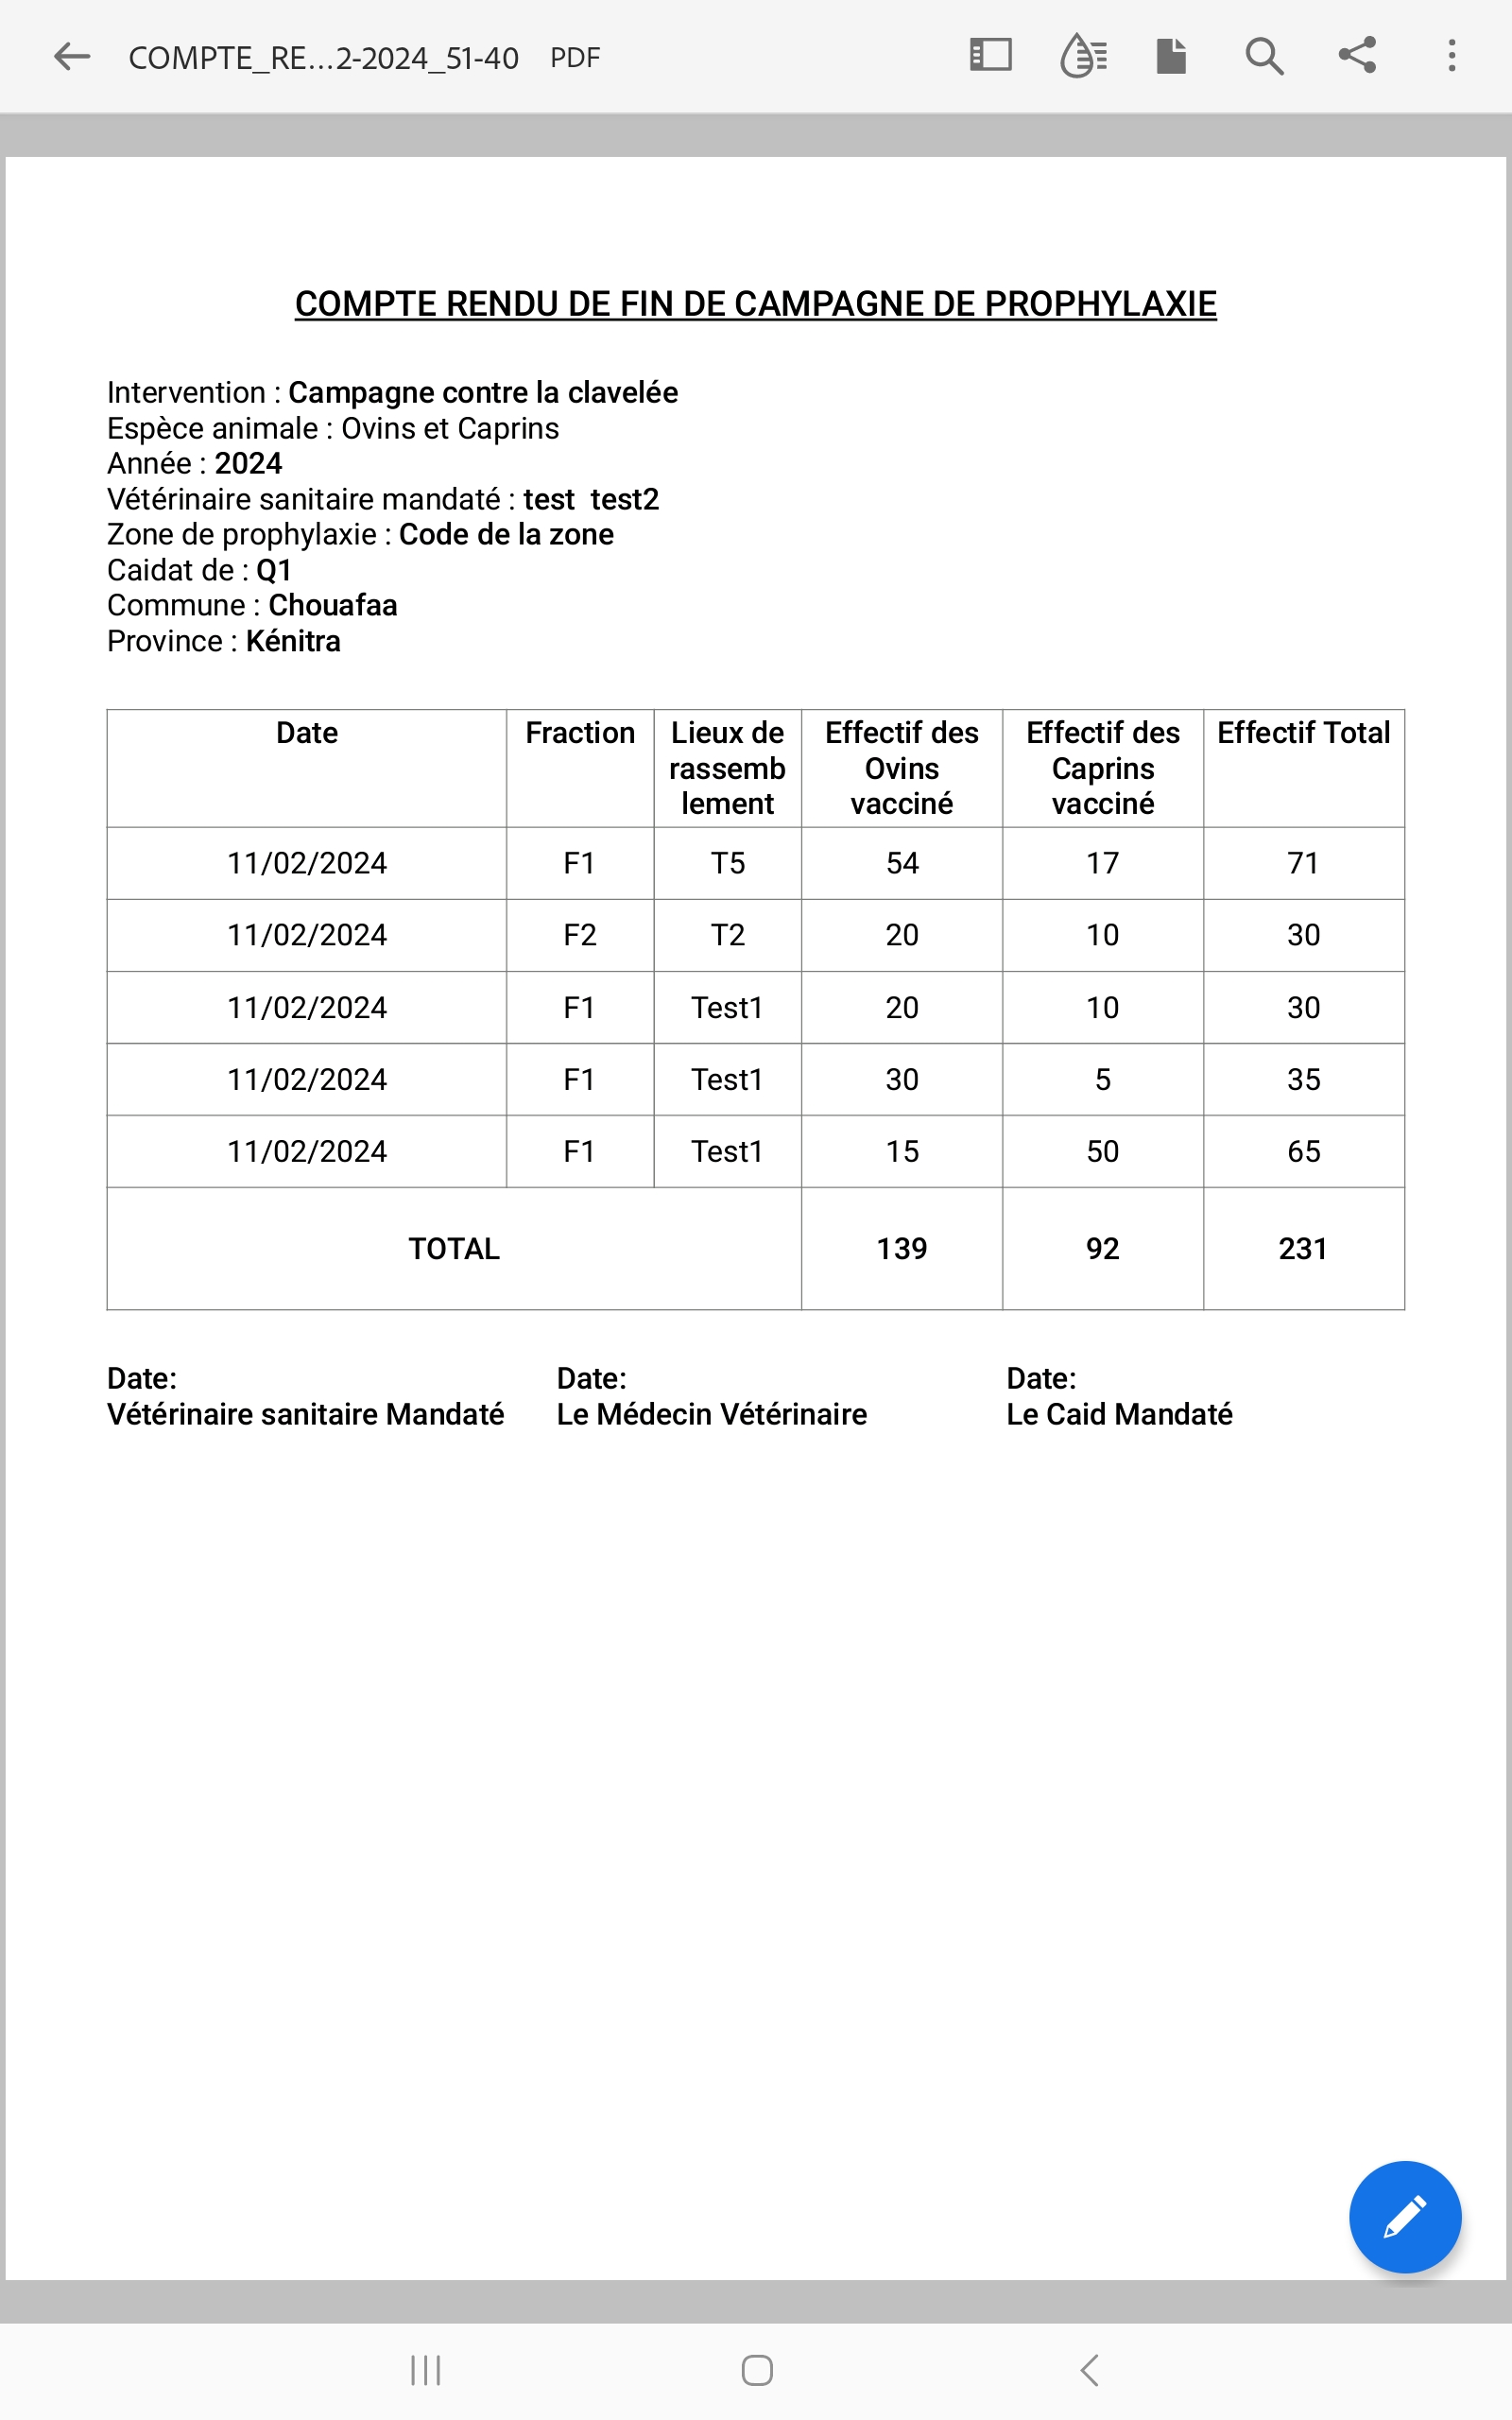 COMPTE_RE...2-2024_51-40 PDF
COMPTE RENDU DE FIN DE CAMPAGNE DE PROPHYLAXIE
Intervention : Campagne contre la clavelée
Espèce animale : Ovins et Caprins
Année : 2024
Vétérinaire sanitaire mandaté : test  test2
Zone de prophylaxie : Code de la zone
Caidat de : Q1
Commune : Chouafaa
Province : Kénitra
Date Fraction Lieux de Effectif des Effectif des Effectif Total
rassemb Ovins Caprins
lement vacciné vacciné
11/02/2024 F1 T5 54 17 71
11/02/2024 F2 T2 20 10 30
11/02/2024 F1 Test1 20 10 30
11/02/2024 F1 Test1 30 5 35
11/02/2024 F1 Test1 15 50 65
TOTAL 139 92 231
Date: Date: Date:
Vétérinaire sanitaire Mandaté Le Médecin Vétérinaire Le Caid Mandaté